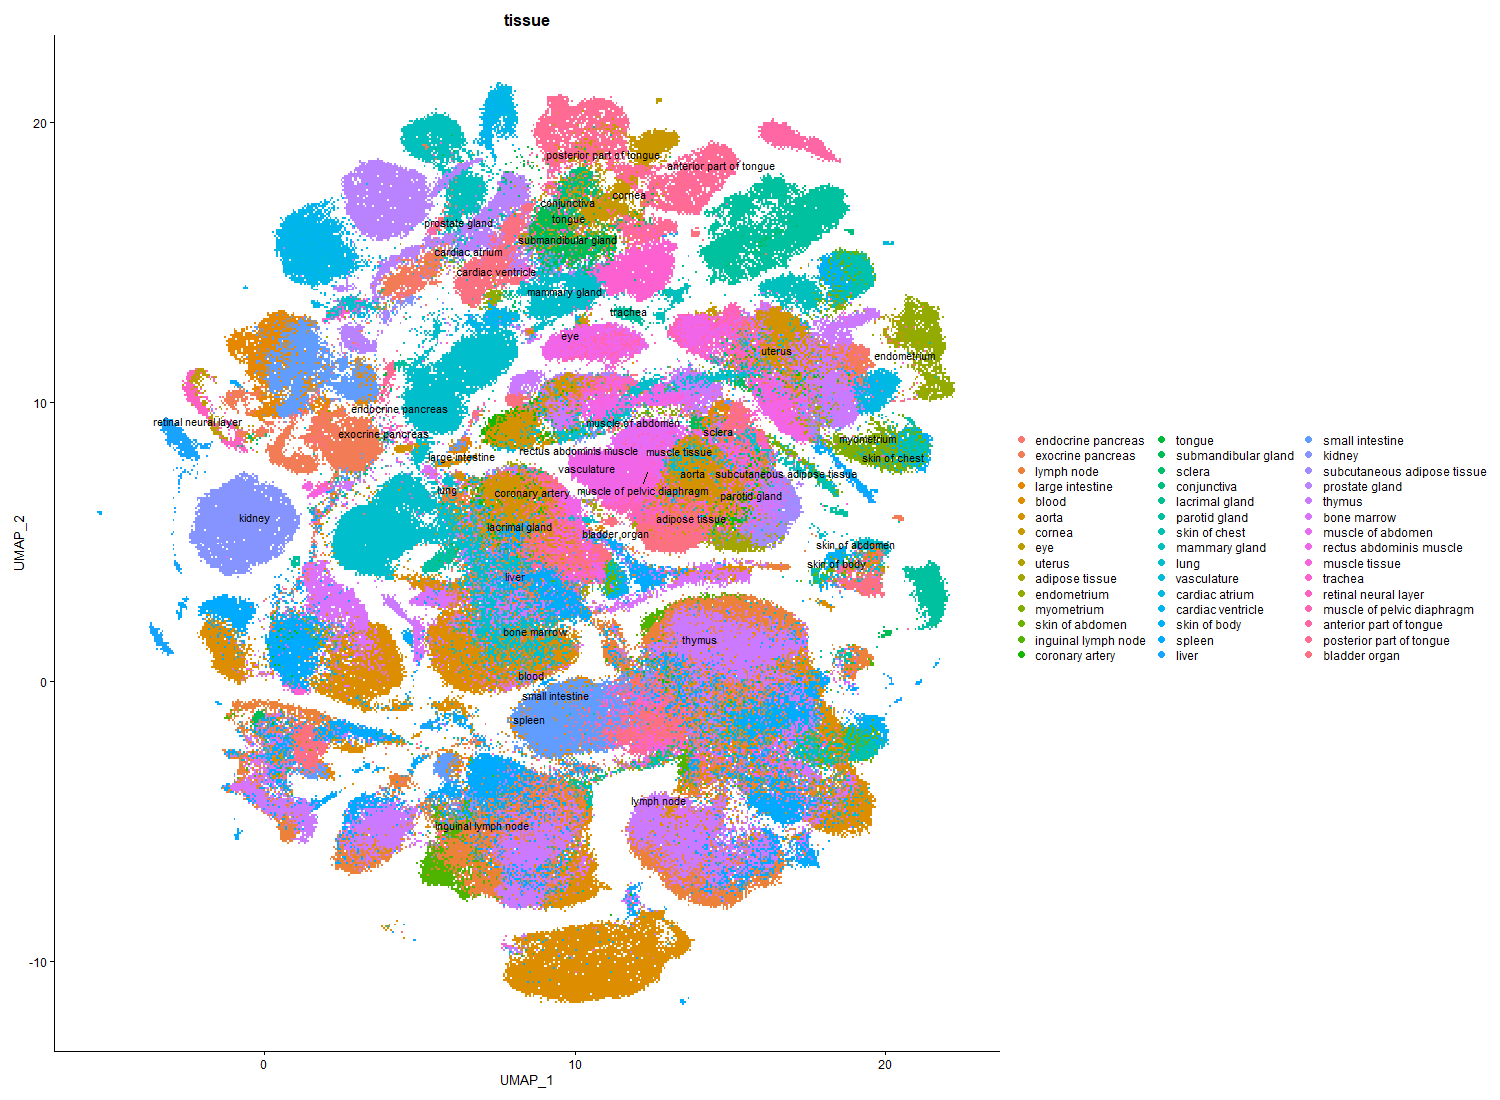 tissue
20
10
0
-10
UMAP_2
0
10
20
UMAP_1
posterior part of tongue
anterior part of tongue
cornea
conjunctiva
tongue
prostate gland
submandibular gland
cardiac atrium
cardiac ventricle
mammary gland
trachea
eye
uterus
endometrium
endocrine pancreas
retinal neural layer
muscle of abdomen
exocrine pancreas
sclera
myometrium
rectus abdominis muscle
muscle tissue
large intestine
skin of chest
vasculature
aorta
subcutaneous adipose tissue
lung
coronary artery
muscle of pelvic diaphragm
parotid gland
kidney
adipose tissue
lacrimal gland
bladder organ
skin of abdomen
skin of body
liver
bone marrow
thymus
blood
small intestine
spleen
lymph node
inguinal lymph node
endocrine pancreas
exocrine pancreas
lymph node
large intestine
blood
aorta
cornea
eye
uterus
adipose tissue
endometrium
myometrium
skin of abdomen
inguinal lymph node
coronary artery
tongue
submandibular gland
sclera
conjunctiva
lacrimal gland
parotid gland
skin of chest
mammary gland
lung
vasculature
cardiac atrium
cardiac ventricle
skin of body
spleen
liver
small intestine
kidney
subcutaneous adipose tissue
prostate gland
thymus
bone marrow
muscle of abdomen
rectus abdominis muscle
muscle tissue
trachea
retinal neural layer
muscle of pelvic diaphragm
anterior part of tongue
posterior part of tongue
bladder organ